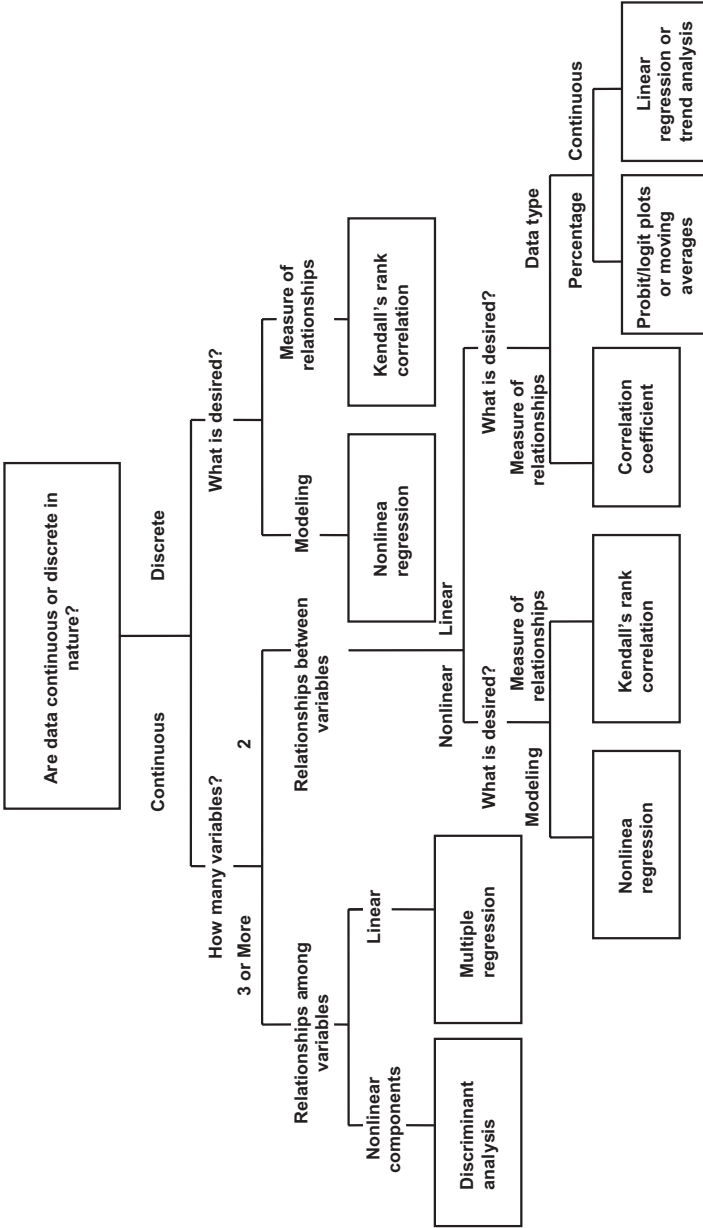 Are data continuous or discrete in
nature?
Continuous
Discrete
How many variables?
What is desired?
3 or More
2
Modeling
Measure of
relationships
Relationships among
variables
Relationships between
variables
Nonlinea
regression
Kendall's rank
correlation
Nonlinear
components
Linear
Nonlinear
Linear
Discriminant
analysis
Multiple
regression
What is desired?
What is desired?
Modeling
Measure of
relationships
Measure of
relationships
Data type
Nonlinea
regression
Kendall's rank
correlation
Correlation
coefficient
Percentage
Continuous
Probit/logit plots
or moving
averages
Linear
regression or
trend analysis